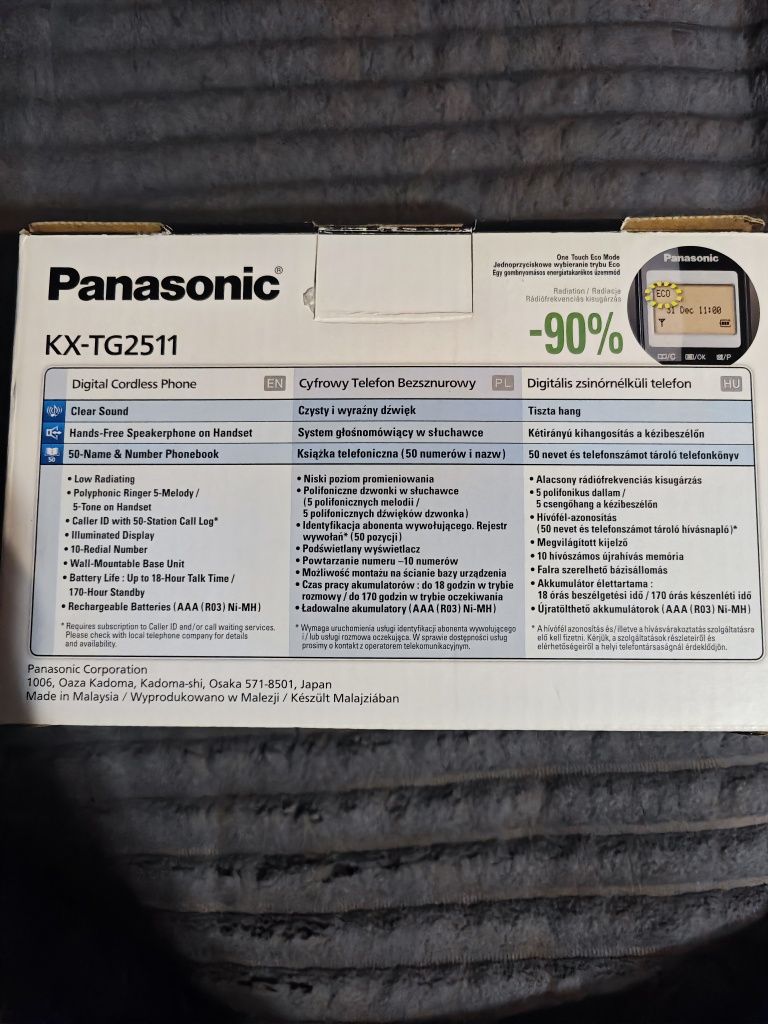 Panasonic®
KX-TG2511
One Touch Eco Mode
Jednoprzyciskowe wybieranie trybu Eco
Egy gombnyomásos energiatakarékos üzemmód
Radiation / Radiacja
Rádiófrekvenciás kisugárzás
-90%
Panasonic
ECO
31 Dec 11:00
/C /OK /P
Digital Cordless Phone EN
Clear Sound
Hands-Free Speakerphone on Handset
50
50-Name & Number Phonebook
• Low Radiating
• Polyphonic Ringer 5-Melody /
5-Tone on Handset
• Caller ID with 50-Station Call Log*
• Illuminated Display
• 10-Redial Number
• Wall-Mountable Base Unit
• Battery Life : Up to 18-Hour Talk Time /
170-Hour Standby
• Rechargeable Batteries (AAA (R03) Ni-MH)
* Requires subscription to Caller ID and/or call waiting services.
Please check with local telephone company for details
and availability.
Cyfrowy Telefon Bezsznurowy PL
Czysty i wyraźny dźwięk
System głośnomówiący w słuchawce
Książka telefoniczna (50 numerów i nazw)
• Niski poziom promieniowania
• Polifoniczne dzwonki w słuchawce
(5 polifonicznych melodii /
5 polifonicznych dźwięków dzwonka)
• Identyfikacja abonenta wywołującego. Rejestr
wywołań* (50 pozycji)
• Podświetlany wyświetlacz
• Powtarzanie numeru –10 numerów
• Możliwość montażu na ścianie bazy urządzenia
• Czas pracy akumulatorów : do 18 godzin w trybie
rozmowy / do 170 godzin w trybie oczekiwania
• Ładowalne akumulatory (AAA (R03) Ni-MH)
* Wymaga uruchomienia usługi identyfikacji abonenta wywołującego
i / lub usługi rozmowa oczekująca. W sprawie dostępności usług
prosimy o kontakt z operatorem telekomunikacyjnym.
Digitális zsinórnélküli telefon HU
Tiszta hang
Kétirányú kihangosítás a kézibeszélőn
50 nevet és telefonszámot tároló telefonkönyv
• Alacsony rádiófrekvenciás kisugárzás
• 5 polifonikus dallam /
5 csengőhang a kézibeszélőn
• Hívófél-azonosítás
(50 nevet és telefonszámot tároló hívásnapló)*
• Megvilágított kijelző
• 10 hívószámos újrahívás memória
• Falra szerelhető bázisállomás
• Akkumulátor élettartama :
18 órás beszélgetési idő / 170 órás készenléti idő
• Újratölthető akkumulátorok (AAA (R03) Ni-MH)
* A hívófél azonosítás és/illetve a hívásvárakoztatás szolgáltatásra
elő kell fizetni. Kérjük, a szolgáltatások részleteiről és
elérhetőségeiről a helyi telefontársaságnál érdeklődjön.
Panasonic Corporation
1006, Oaza Kadoma, Kadoma-shi, Osaka 571-8501, Japan
Made in Malaysia / Wyprodukowano w Malezji / Készült Malajziában